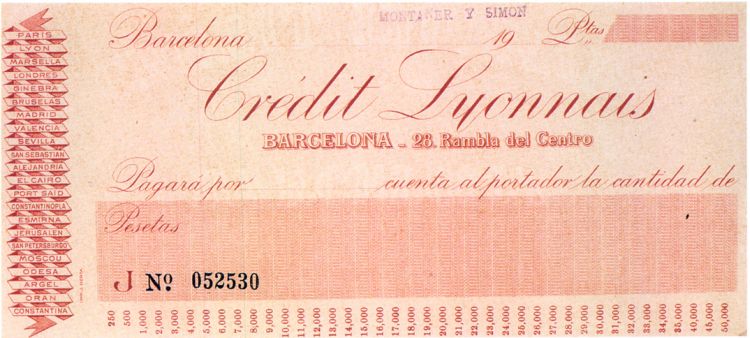 MONTANER Y SIMON
Barcelona 19 Ptas
Crédit Lyonnais
BARCELONA - 28. Rambla del Centro
Pagará por cuenta al portador la cantidad de
Pesetas
J Nº 052530
PARIS
LYON
MARSELLA
LONDRES
GINEBRA
BRUSELAS
MADRID
VALENCIA
SEVILLA
SAN SEBASTIAN
ALEJANDRIA
EL CAIRO
PORT SAID
CONSTANTINOPLA
ESMIRNA
JERUSALEN
SAN PETERSBURGO
MOSCOU
ODESA
ARGEL
ORAN
CONSTANTINA
250
500
1,000
2,000
3,000
4,000
5,000
6,000
7,000
8,000
9,000
10,000
11,000
12,000
13,000
14,000
15,000
16,000
17,000
18,000
19,000
20,000
21,000
22,000
23,000
24,000
25,000
26,000
27,000
28,000
29,000
30,000
31,000
32,000
33,000
34,000
35,000
40,000
45,000
50,000